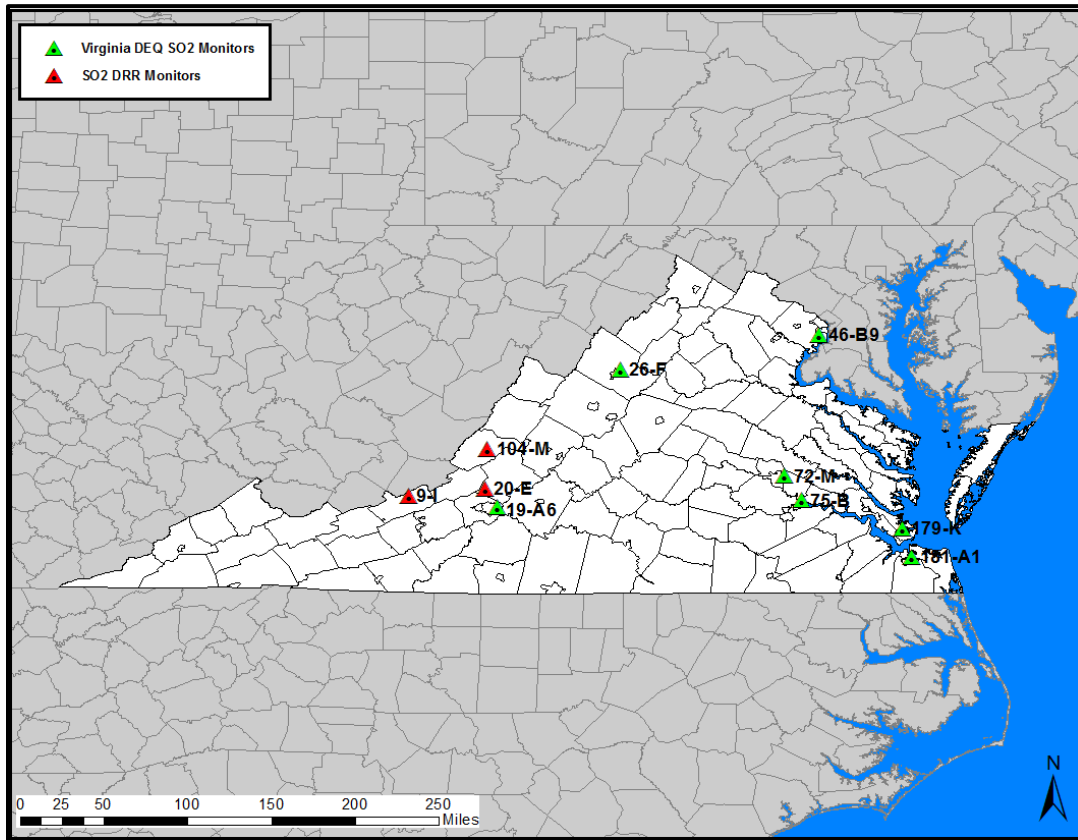 Virginia DEQ SO2 Monitors
SO2 DRR Monitors
46-B9
26-F
104-M
72-M
20-E
9-I
75-B
19-A6
179-K
181-A1
N
0 25 50 100 150 200 250
Miles